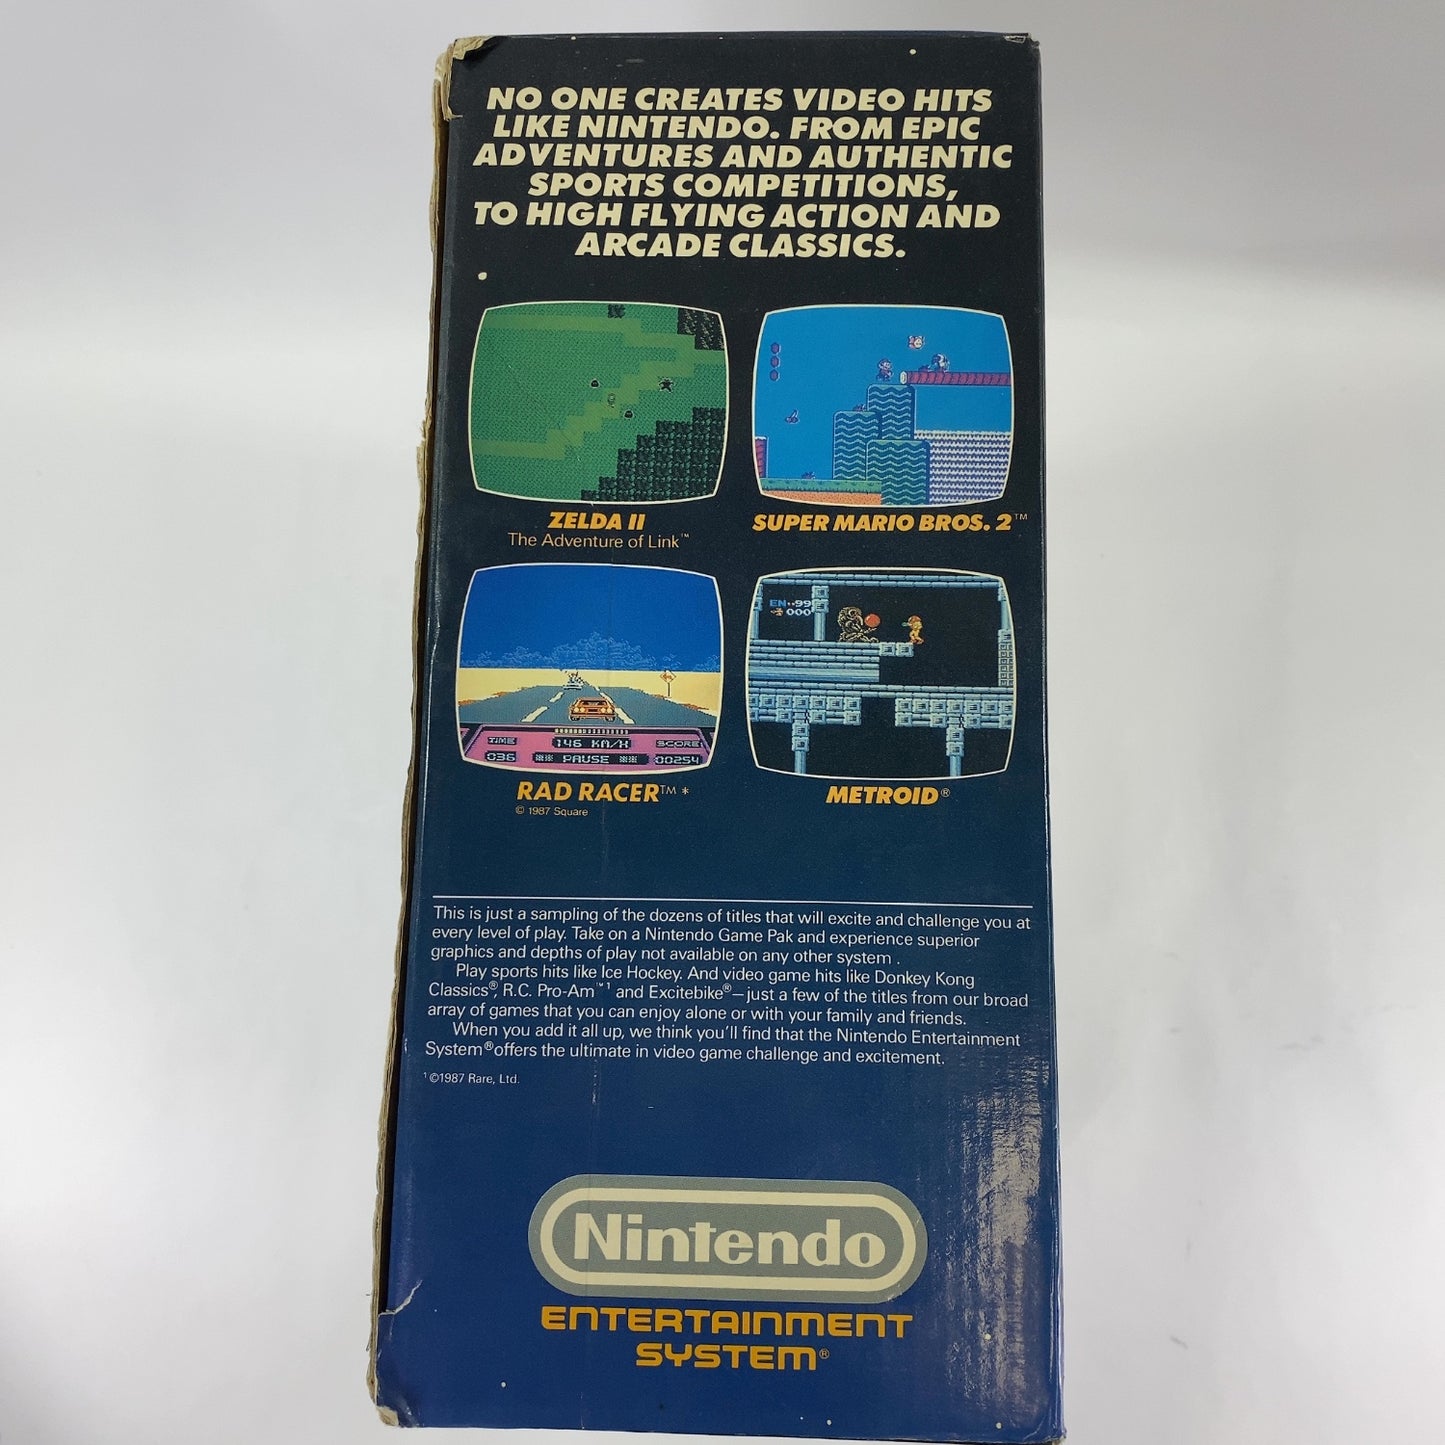 NO ONE CREATES VIDEO HITS
LIKE NINTENDO. FROM EPIC
ADVENTURES AND AUTHENTIC
SPORTS COMPETITIONS,
TO HIGH FLYING ACTION AND
ARCADE CLASSICS.
ZELDA II
The Adventure of Link™
SUPER MARIO BROS. 2™
TIME 146 KM/H SCORE
036 ※※ PAUSE ※※ 00254
RAD RACER™ *
© 1987 Square
EN..99
000
METROID®
This is just a sampling of the dozens of titles that will excite and challenge you at
every level of play. Take on a Nintendo Game Pak and experience superior
graphics and depths of play not available on any other system .
Play sports hits like Ice Hockey. And video game hits like Donkey Kong
Classics®, R.C. Pro-Am™¹ and Excitebike®—just a few of the titles from our broad
array of games that you can enjoy alone or with your family and friends.
When you add it all up, we think you'll find that the Nintendo Entertainment
System® offers the ultimate in video game challenge and excitement.
¹ ©1987 Rare, Ltd.
Nintendo
ENTERTAINMENT
SYSTEM®